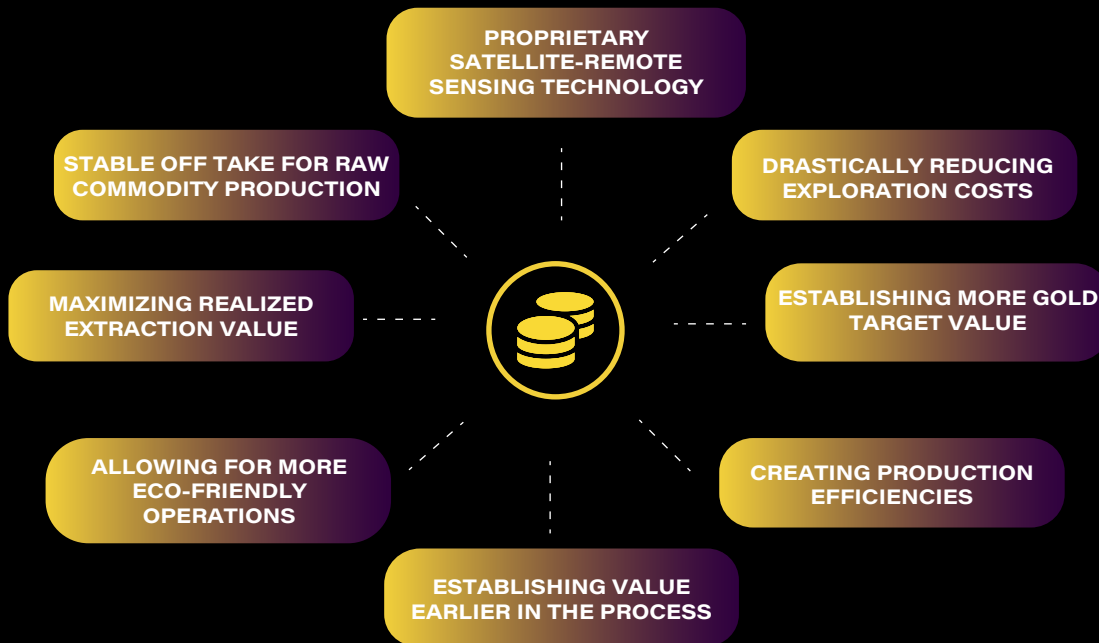 PROPRIETARY
SATELLITE-REMOTE
SENSING TECHNOLOGY
STABLE OFF TAKE FOR RAW
COMMODITY PRODUCTION
DRASTICALLY REDUCING
EXPLORATION COSTS
MAXIMIZING REALIZED
EXTRACTION VALUE
ESTABLISHING MORE GOLD
TARGET VALUE
ALLOWING FOR MORE
ECO-FRIENDLY
OPERATIONS
CREATING PRODUCTION
EFFICIENCIES
ESTABLISHING VALUE
EARLIER IN THE PROCESS